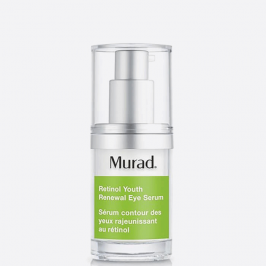 Murad.
Retinol Youth
Renewal Eye Serum
Sérum contour des
yeux rajeunissant
au rétinol